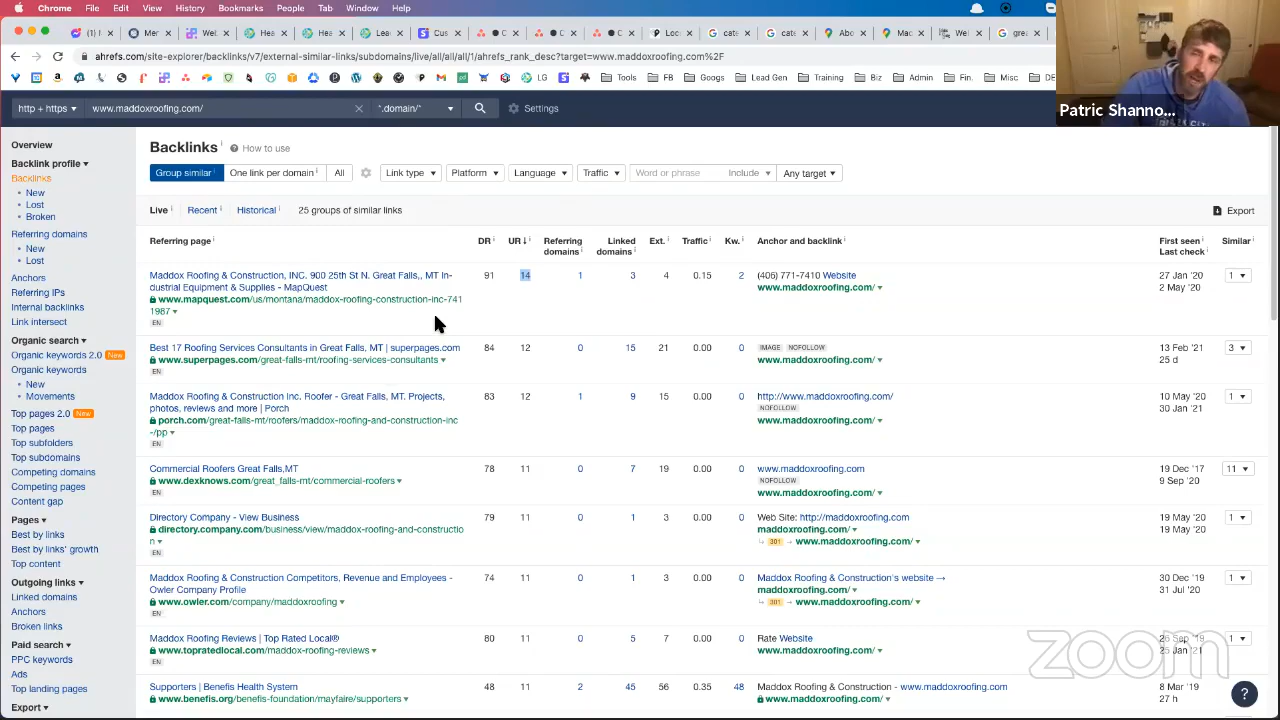 Chrome File Edit View History Bookmarks People Tab Window Help
ahrefs.com/site-explorer/backlinks/v7/external-similar-links/subdomains/live/all/all/1/ahrefs_rank_desc?target=www.maddoxroofing.com%2F
LG Tools FB Googs Lead Gen Training Biz Admin Fin. Misc
Patric Shanno...
http + https www.maddoxroofing.com/ *.domain/* Settings
Overview
Backlink profile
Backlinks
New
Lost
Broken
Referring domains
New
Lost
Anchors
Referring IPs
Internal backlinks
Link intersect
Organic search
Organic keywords 2.0 New
Organic keywords
New
Movements
Top pages 2.0 New
Top pages
Top subfolders
Top subdomains
Competing domains
Competing pages
Content gap
Pages
Best by links
Best by links' growth
Top content
Outgoing links
Linked domains
Anchors
Broken links
Paid search
PPC keywords
Ads
Top landing pages
Export
Backlinks How to use
Group similar One link per domain All Link type Platform Language Traffic Word or phrase Include Any target
Live Recent Historical 25 groups of similar links Export
Referring page DR UR Referring domains Linked domains Ext. Traffic Kw. Anchor and backlink First seen Last check Similar
Maddox Roofing & Construction, INC. 900 25th St N. Great Falls,, MT In- 91 14 1 3 4 0.15 2 (406) 771-7410 Website 27 Jan '20 1
dustrial Equipment & Supplies - MapQuest www.maddoxroofing.com/ 2 May '20
www.mapquest.com/us/montana/maddox-roofing-construction-inc-741
1987
EN
Best 17 Roofing Services Consultants in Great Falls, MT | superpages.com 84 12 0 15 21 0.00 0 IMAGE NOFOLLOW 13 Feb '21 3
www.superpages.com/great-falls-mt/roofing-services-consultants www.maddoxroofing.com/ 25 d
EN
Maddox Roofing & Construction Inc. Roofer - Great Falls, MT. Projects, 83 12 1 9 15 0.00 0 http://www.maddoxroofing.com/ 10 May '20 1
photos, reviews and more | Porch NOFOLLOW 30 Jan '21
porch.com/great-falls-mt/roofers/maddox-roofing-and-construction-inc www.maddoxroofing.com/
-/pp
EN
Commercial Roofers Great Falls,MT 78 11 0 7 19 0.00 0 www.maddoxroofing.com 19 Dec '17 11
www.dexknows.com/great_falls-mt/commercial-roofers NOFOLLOW 9 Sep '20
EN www.maddoxroofing.com/
Directory Company - View Business 79 11 0 1 3 0.00 0 Web Site: http://maddoxroofing.com 19 May '20 1
directory.company.com/business/view/maddox-roofing-and-constructio maddoxroofing.com/ 19 May '20
n 301 www.maddoxroofing.com/
EN
Maddox Roofing & Construction Competitors, Revenue and Employees - 74 11 0 1 3 0.00 0 Maddox Roofing & Construction's website → 30 Dec '19 1
Owler Company Profile maddoxroofing.com/ 31 Jul '20
www.owler.com/company/maddoxroofing 301 www.maddoxroofing.com/
EN
Maddox Roofing Reviews | Top Rated Local® 80 11 0 5 7 0.00 0 Rate Website 26 Sep '19 1
www.topratedlocal.com/maddox-roofing-reviews www.maddoxroofing.com/ 25 Jan '21
EN
Supporters | Benefis Health System 48 11 2 45 56 0.35 48 Maddox Roofing & Construction - www.maddoxroofing.com 8 Mar '19 1
www.benefis.org/benefis-foundation/mayfaire/supporters www.maddoxroofing.com/ 27 h
zoom
?